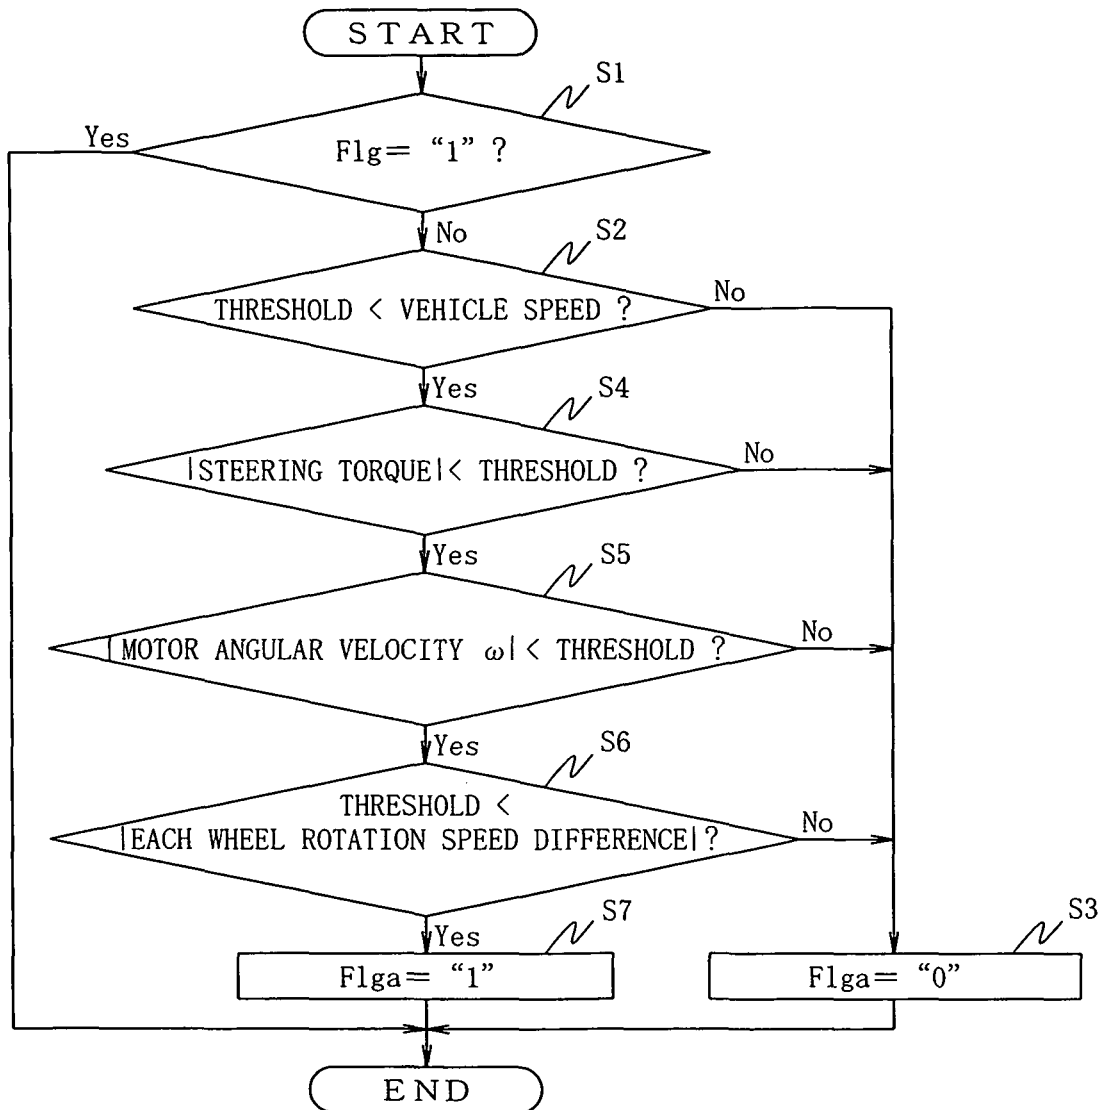 START
S1
Yes
Flg= “1” ?
No
S2
THRESHOLD < VEHICLE SPEED ?
No
Yes
S4
|STEERING TORQUE|< THRESHOLD ?
No
Yes
S5
|MOTOR ANGULAR VELOCITY ω|< THRESHOLD ?
No
Yes
S6
THRESHOLD <
|EACH WHEEL ROTATION SPEED DIFFERENCE|?
No
Yes
S7
S3
Flga= “1”
Flga= “0”
END